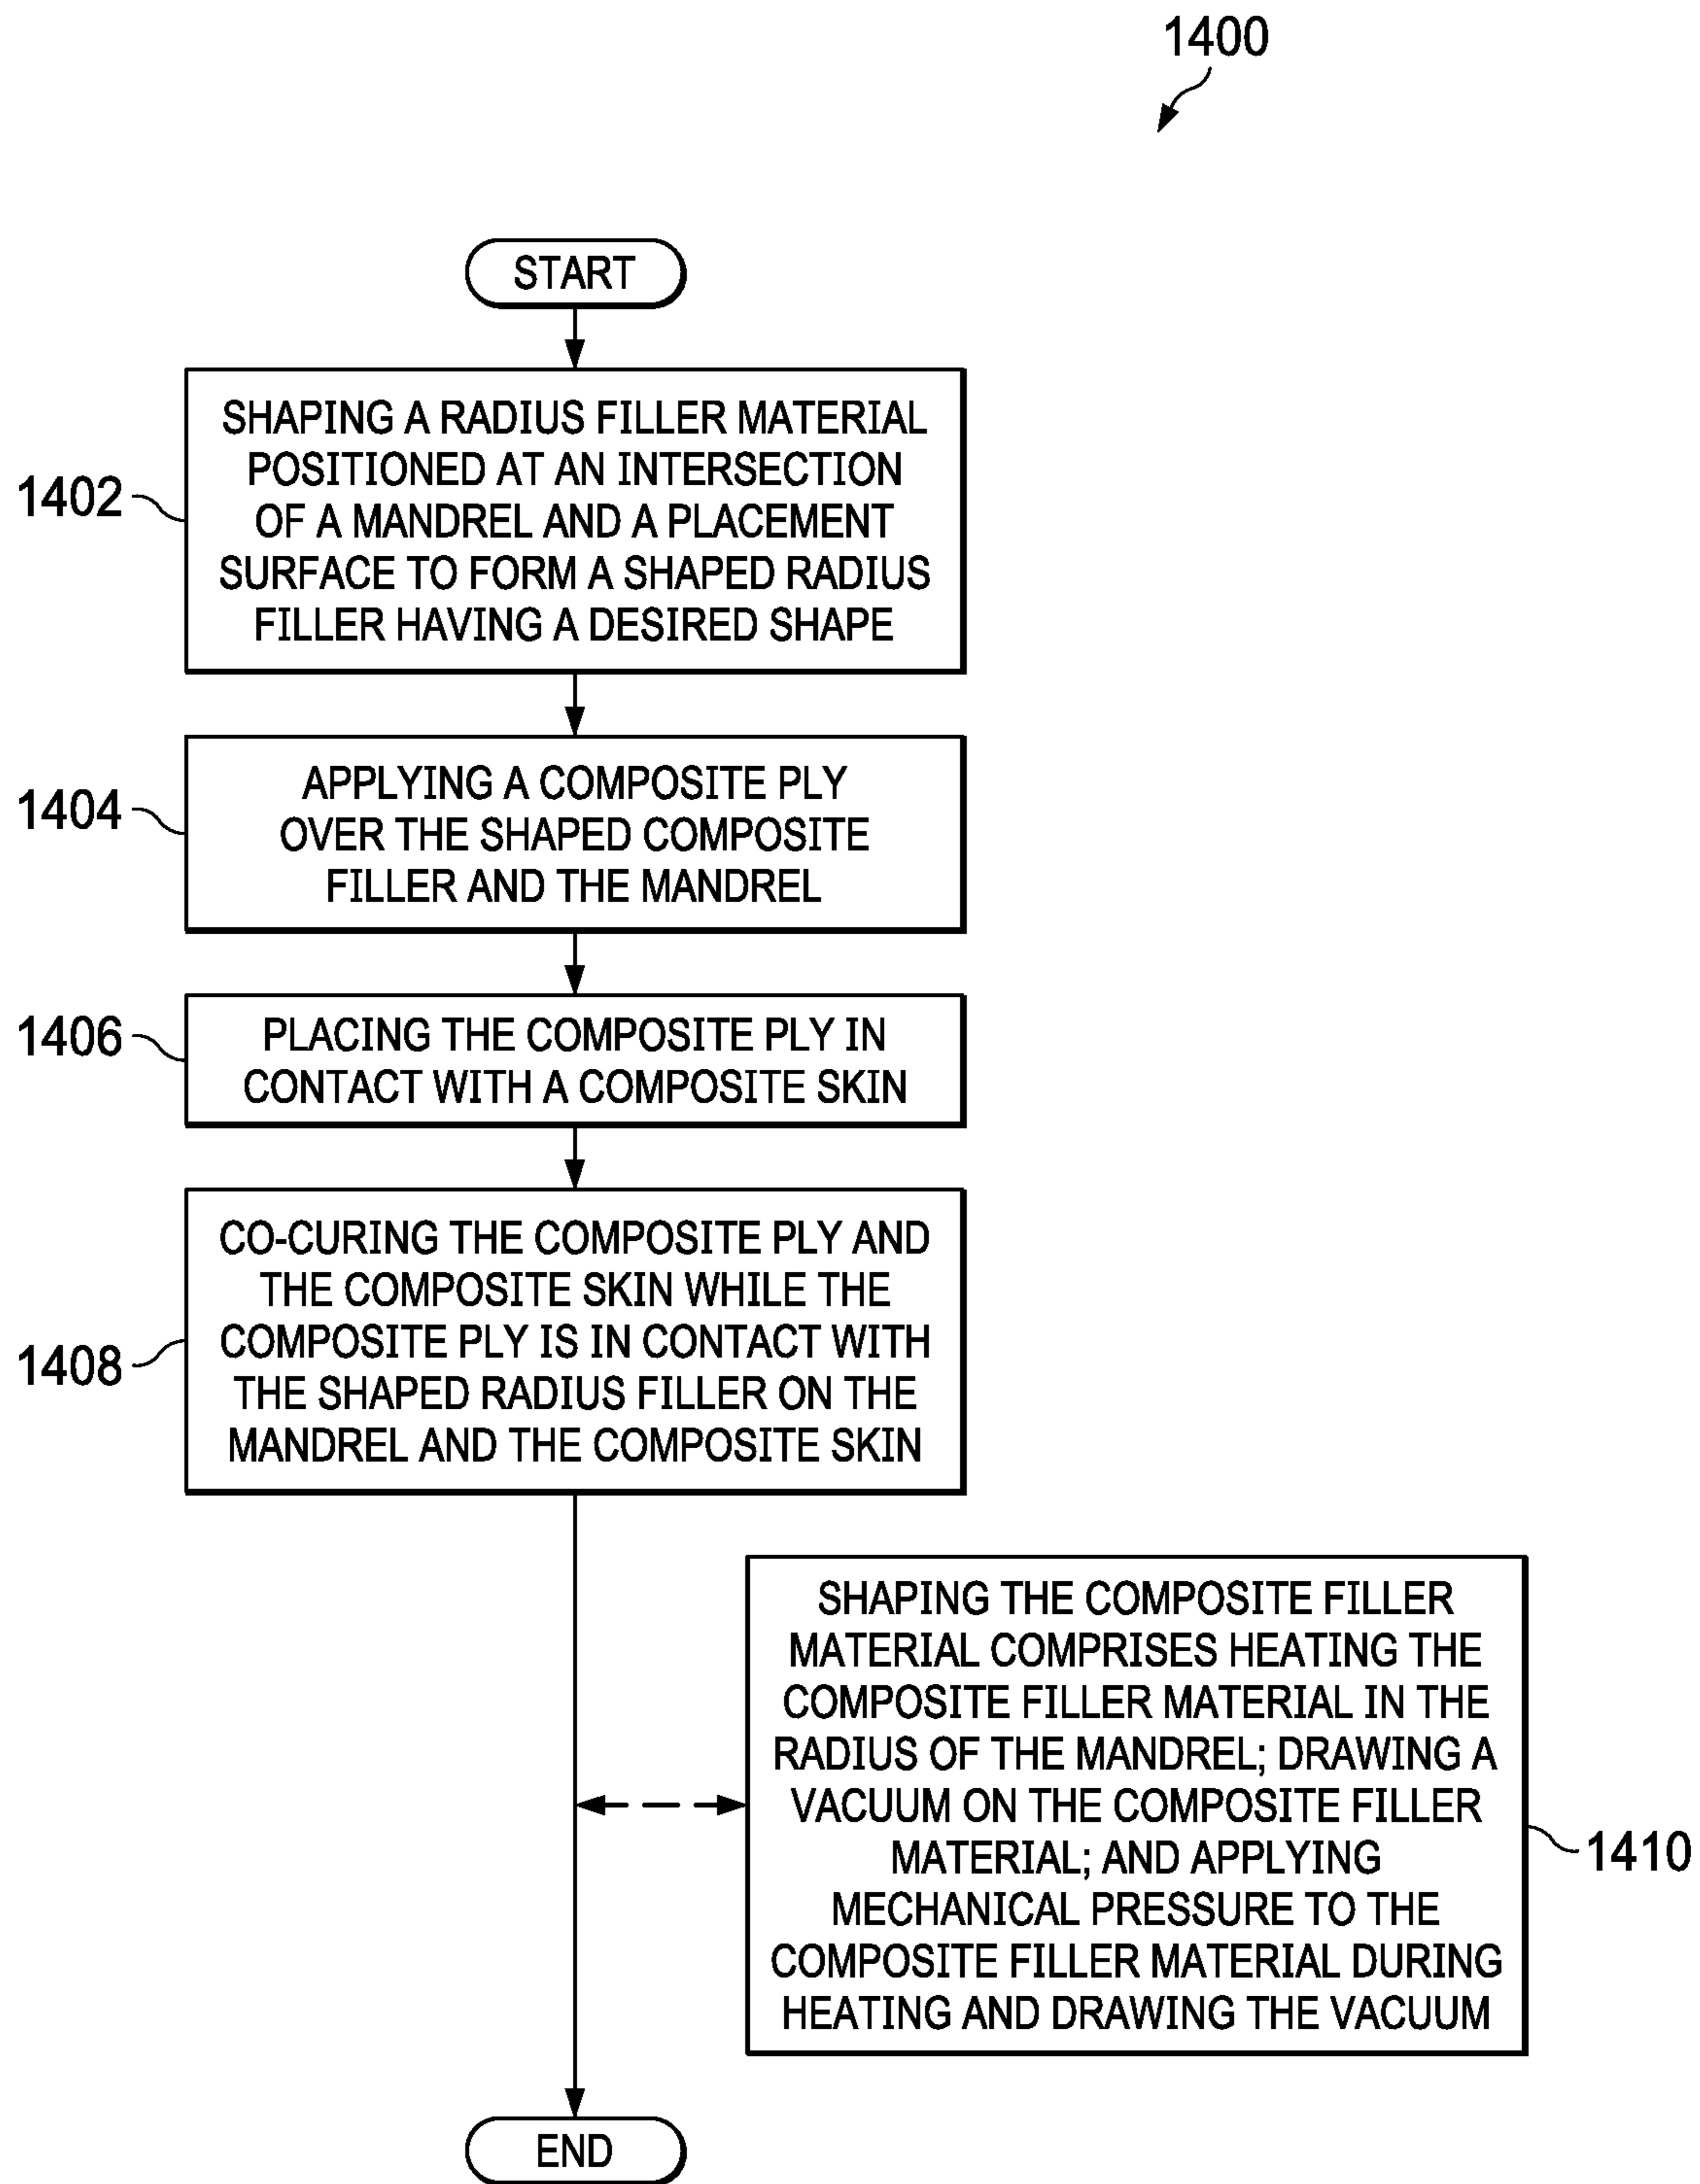 1400
START
SHAPING A RADIUS FILLER MATERIAL
POSITIONED AT AN INTERSECTION
OF A MANDREL AND A PLACEMENT
SURFACE TO FORM A SHAPED RADIUS
FILLER HAVING A DESIRED SHAPE
1402
APPLYING A COMPOSITE PLY
OVER THE SHAPED COMPOSITE
FILLER AND THE MANDREL
1404
PLACING THE COMPOSITE PLY IN
CONTACT WITH A COMPOSITE SKIN
1406
CO-CURING THE COMPOSITE PLY AND
THE COMPOSITE SKIN WHILE THE
COMPOSITE PLY IS IN CONTACT WITH
THE SHAPED RADIUS FILLER ON THE
MANDREL AND THE COMPOSITE SKIN
1408
SHAPING THE COMPOSITE FILLER
MATERIAL COMPRISES HEATING THE
COMPOSITE FILLER MATERIAL IN THE
RADIUS OF THE MANDREL; DRAWING A
VACUUM ON THE COMPOSITE FILLER
MATERIAL; AND APPLYING
MECHANICAL PRESSURE TO THE
COMPOSITE FILLER MATERIAL DURING
HEATING AND DRAWING THE VACUUM
1410
END